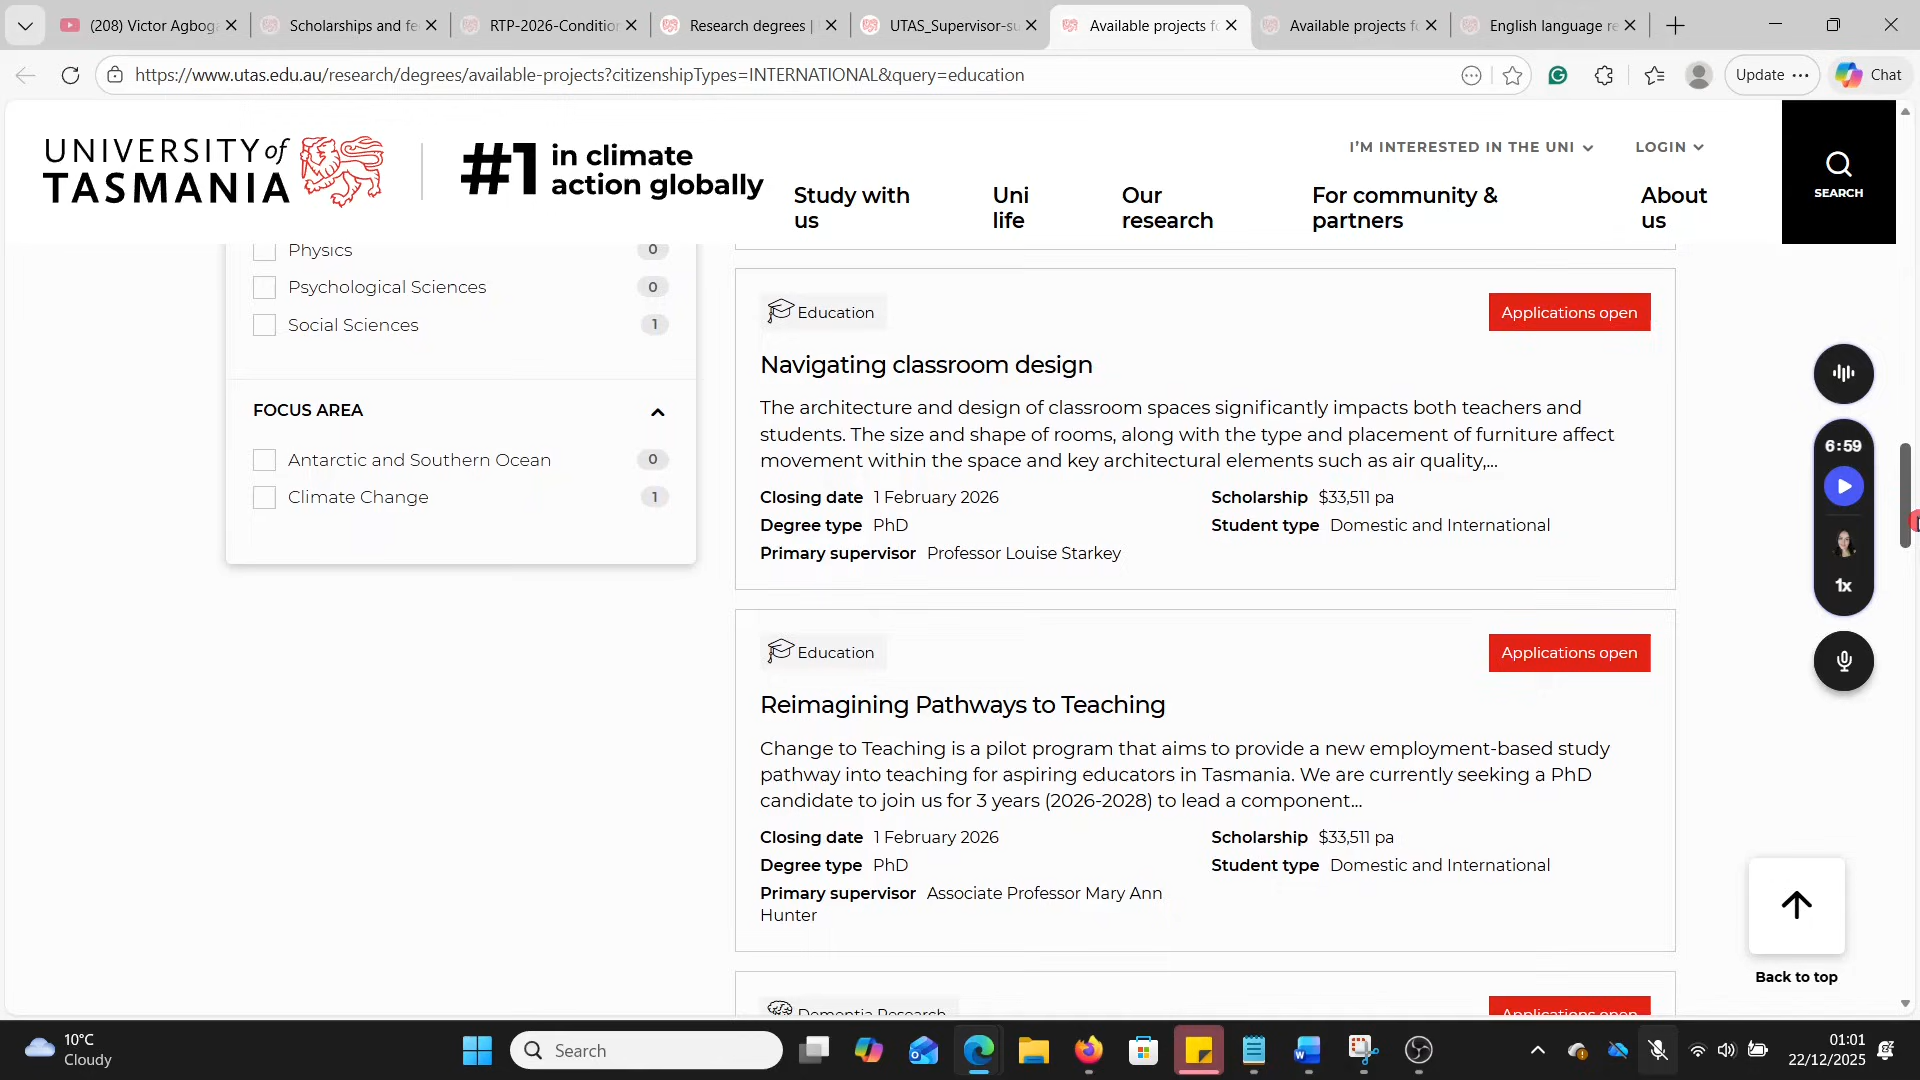 (208) Victor Agbog
Scholarships and fe
RTP-2026-Condition
Research degrees |
UTAS_Supervisor-su
Available projects fo
Available projects fo
English language re
https://www.utas.edu.au/research/degrees/available-projects?citizenshipTypes=INTERNATIONAL&query=education
Update
Chat
UNIVERSITY of
TASMANIA
#1 in climate
action globally
I'M INTERESTED IN THE UNI
LOGIN
Study with
us
Uni
life
Our
research
For community &
partners
About
us
SEARCH
Physics 0
Psychological Sciences 0
Social Sciences 1
FOCUS AREA
Antarctic and Southern Ocean 0
Climate Change 1
Education
Applications open
Navigating classroom design
The architecture and design of classroom spaces significantly impacts both teachers and
students. The size and shape of rooms, along with the type and placement of furniture affect
movement within the space and key architectural elements such as air quality,...
Closing date 1 February 2026
Scholarship $33,511 pa
Degree type PhD
Student type Domestic and International
Primary supervisor Professor Louise Starkey
Education
Applications open
Reimagining Pathways to Teaching
Change to Teaching is a pilot program that aims to provide a new employment-based study
pathway into teaching for aspiring educators in Tasmania. We are currently seeking a PhD
candidate to join us for 3 years (2026-2028) to lead a component...
Closing date 1 February 2026
Scholarship $33,511 pa
Degree type PhD
Student type Domestic and International
Primary supervisor Associate Professor Mary Ann
Hunter
Dementia Research
Applications open
6:59
1x
Back to top
10°C
Cloudy
Search
01:01
22/12/2025